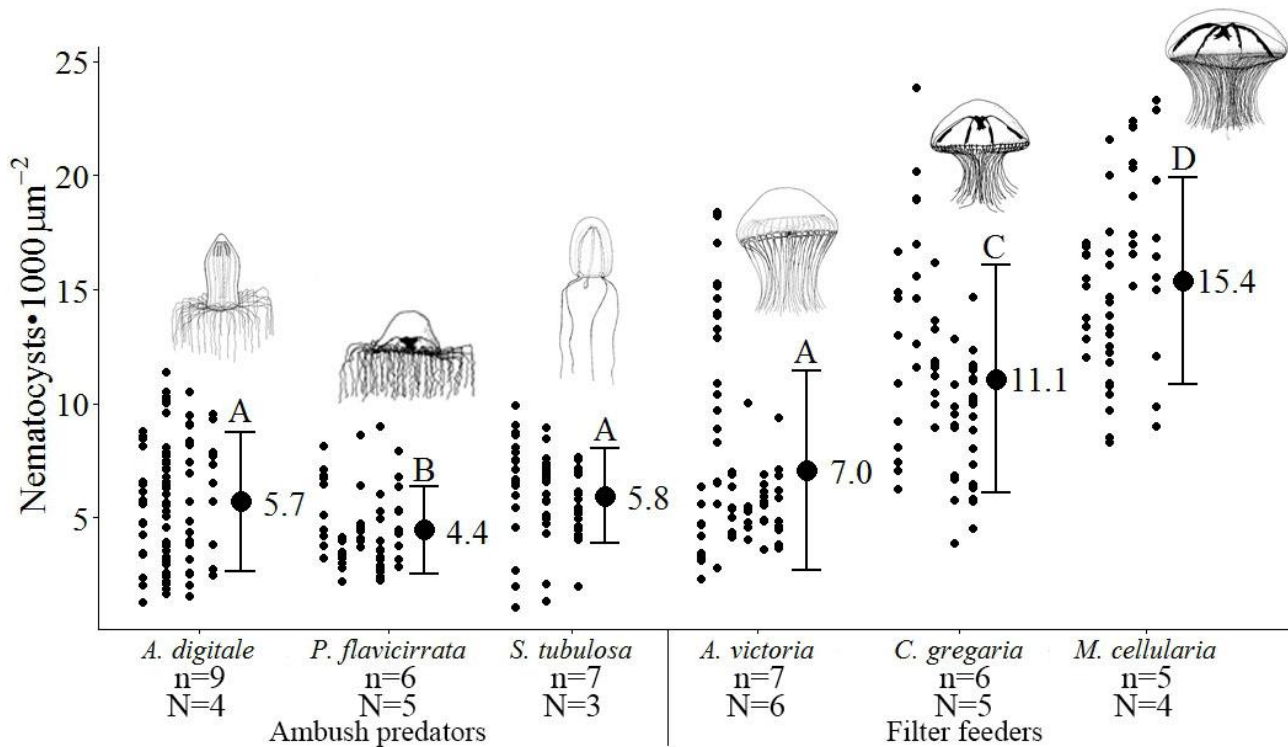 Nematocysts•1000 μm⁻²
25
20
15
10
5
A
5.7
B
4.4
A
5.8
A
7.0
C
11.1
D
15.4
A. digitale
n=9
N=4
P. flavicirrata
n=6
N=5
S. tubulosa
n=7
N=3
A. victoria
n=7
N=6
C. gregaria
n=6
N=5
M. cellularia
n=5
N=4
Ambush predators
Filter feeders